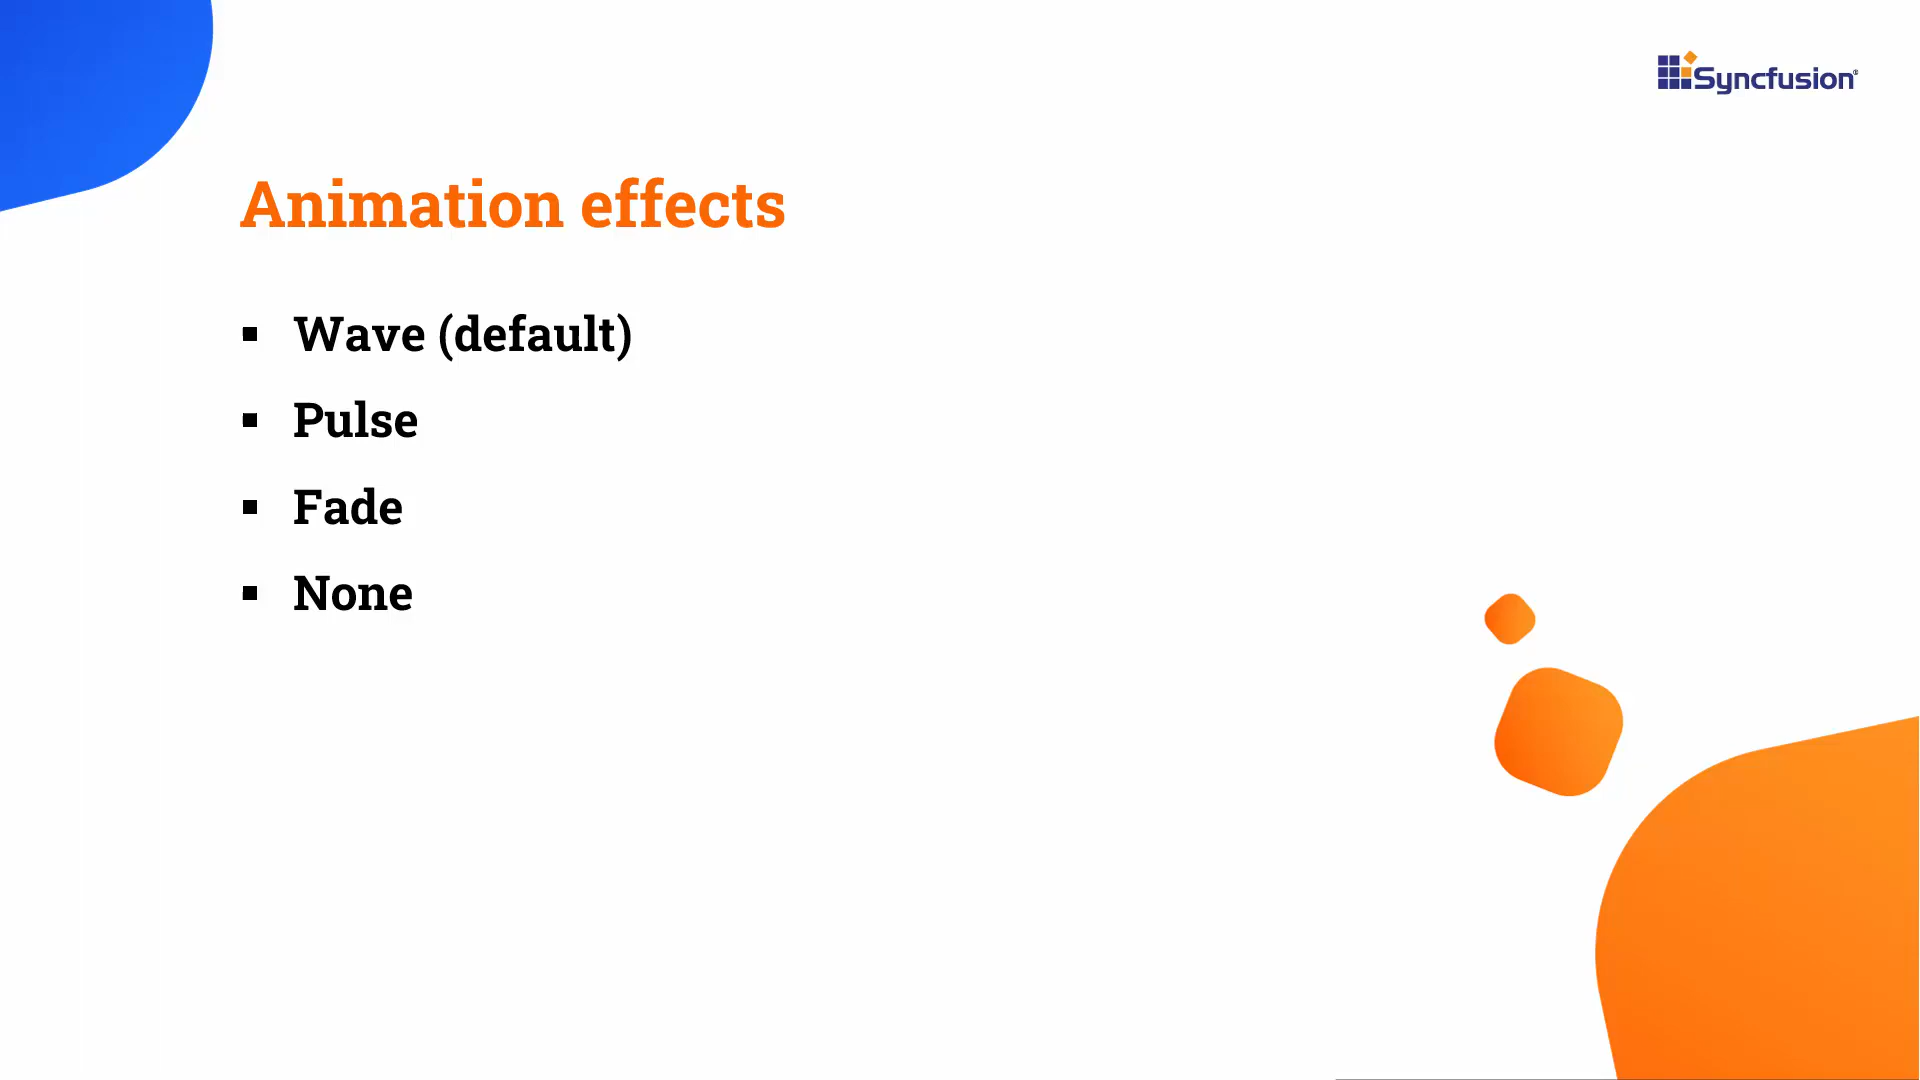 Syncfusion®
Animation effects
▪ Wave (default)
▪ Pulse
▪ Fade
▪ None